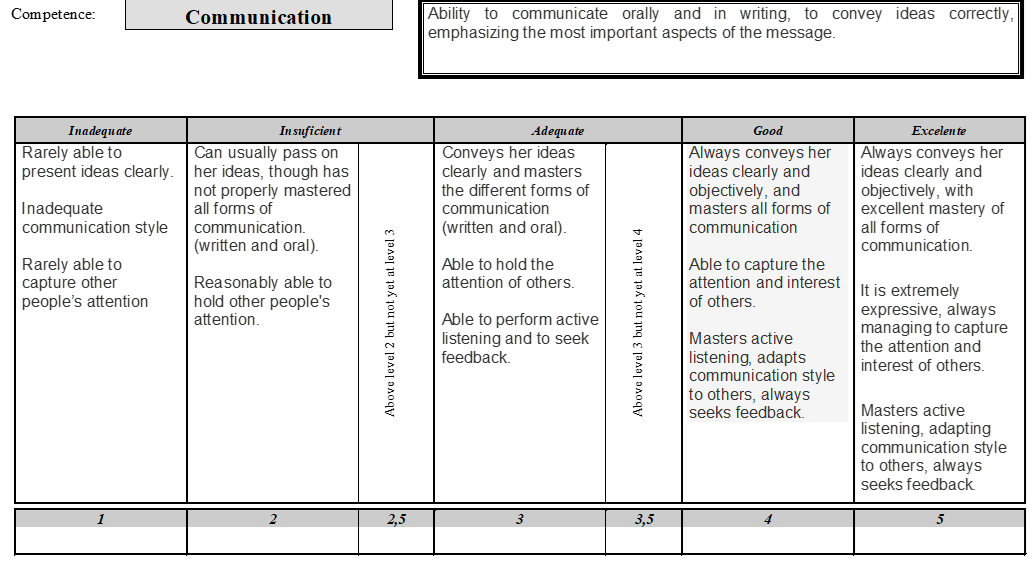 Competence:
Communication
Ability to communicate orally and in writing, to convey ideas correctly,
emphasizing the most important aspects of the message.
Inadequate
Insuficient
Adequate
Good
Excelente
Rarely able to
present ideas clearly.
Inadequate
communication style
Rarely able to
capture other
people’s attention
Can usually pass on
her ideas, though has
not properly mastered
all forms of
communication.
(written and oral).
Reasonably able to
hold other people's
attention.
Above level 2 but not yet at level 3
Conveys her ideas
clearly and masters
the different forms of
communication
(written and oral).
Able to hold the
attention of others.
Able to perform active
listening and to seek
feedback.
Above level 3 but not yet at level 4
Always conveys her
ideas clearly and
objectively, and
masters all forms of
communication
Able to capture the
attention and interest
of others.
Masters active
listening, adapts
communication style
to others, always
seeks feedback.
Always conveys her
ideas clearly and
objectively, with
excellent mastery of
all forms of
communication.
It is extremely
expressive, always
managing to capture
the attention and
interest of others.
Masters active
listening, adapting
communication style
to others, always
seeks feedback.
1
2
2,5
3
3,5
4
5